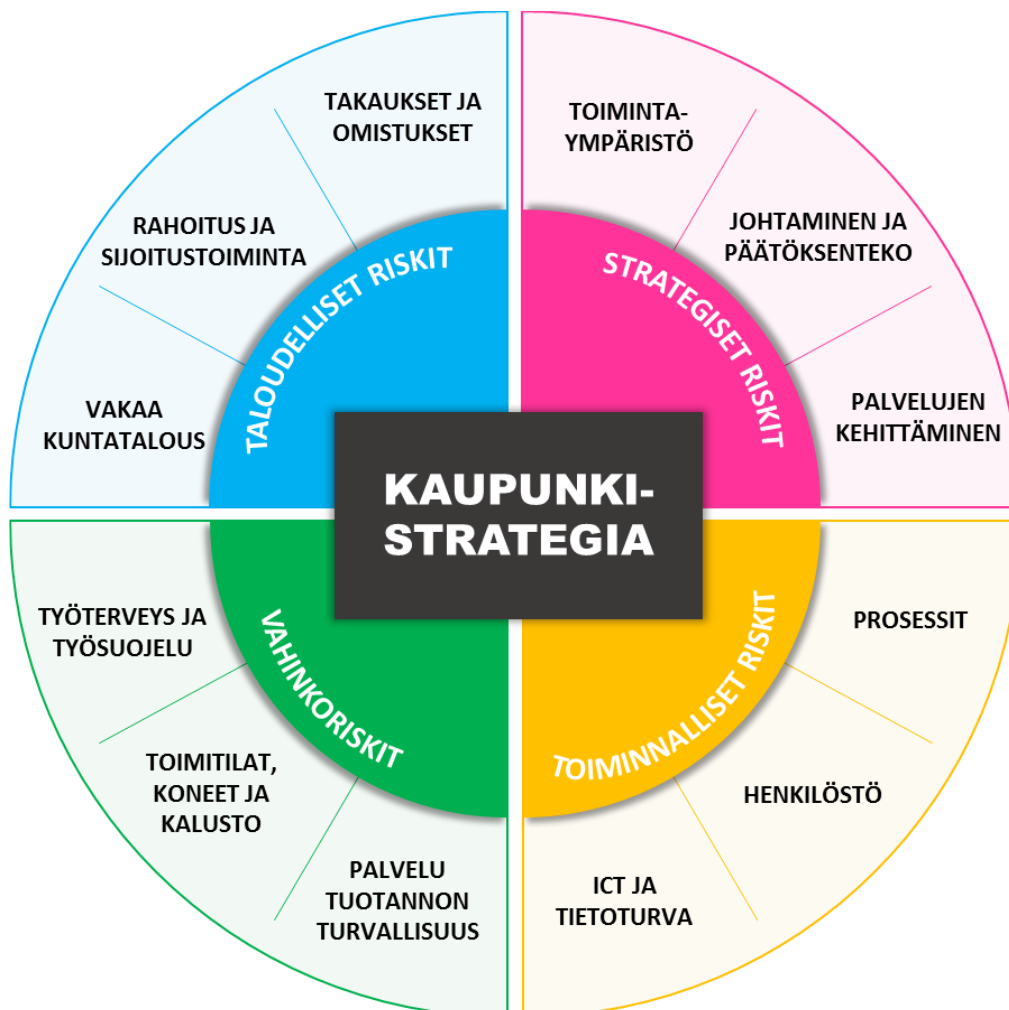 TAKAUKSET JA
OMISTUKSET
RAHOITUS JA
SIJOITUSTOIMINTA
VAKAA
KUNTATALOUS
TALOUDELLISET RISKIT
TOIMINTA-
YMPÄRISTÖ
JOHTAMINEN JA
PÄÄTÖKSENTEKO
PALVELUJEN
KEHITTÄMINEN
STRATEGISET RISKIT
KAUPUNKI-
STRATEGIA
TYÖTERVEYS JA
TYÖSUOJELU
TOIMITILAT,
KONEET JA
KALUSTO
PALVELU
TUOTANNON
TURVALLISUUS
VAHINKORISKIT
PROSESSIT
HENKILÖSTÖ
ICT JA
TIETOTURVA
TOIMINNALLISET RISKIT